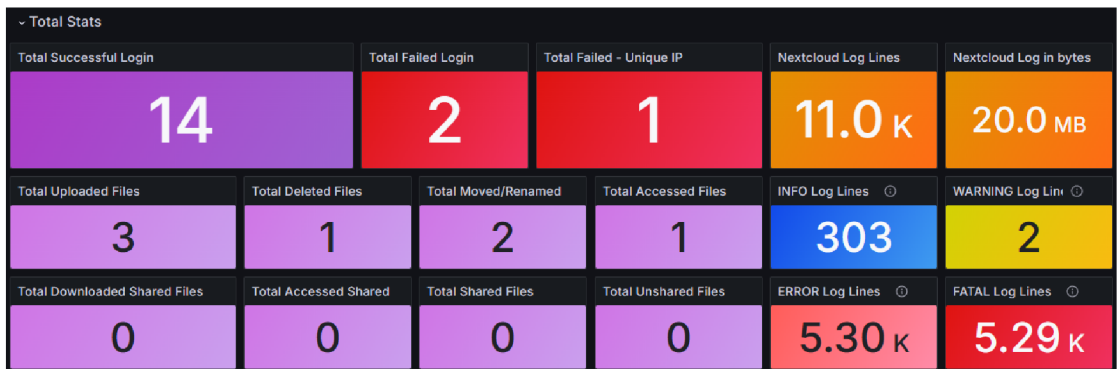 Total Stats
Total Successful Login
Total Failed Login
Total Failed - Unique IP
Nextcloud Log Lines
Nextcloud Log in bytes
14
2
1
11.0 K
20.0 MB
Total Uploaded Files
Total Deleted Files
Total Moved/Renamed
Total Accessed Files
INFO Log Lines
WARNING Log Lin
3
1
2
1
303
2
Total Downloaded Shared Files
Total Accessed Shared
Total Shared Files
Total Unshared Files
ERROR Log Lines
FATAL Log Lines
0
0
0
0
5.30 K
5.29 K